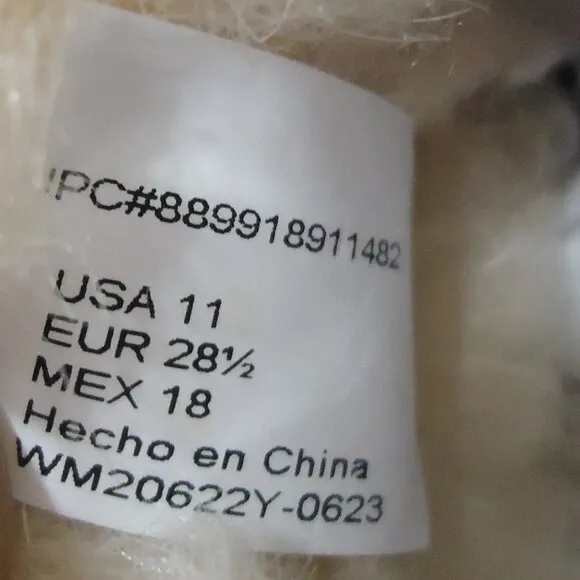 UPC#889918911482
USA 11
EUR 28½
MEX 18
Hecho en China
WM20622Y-0623